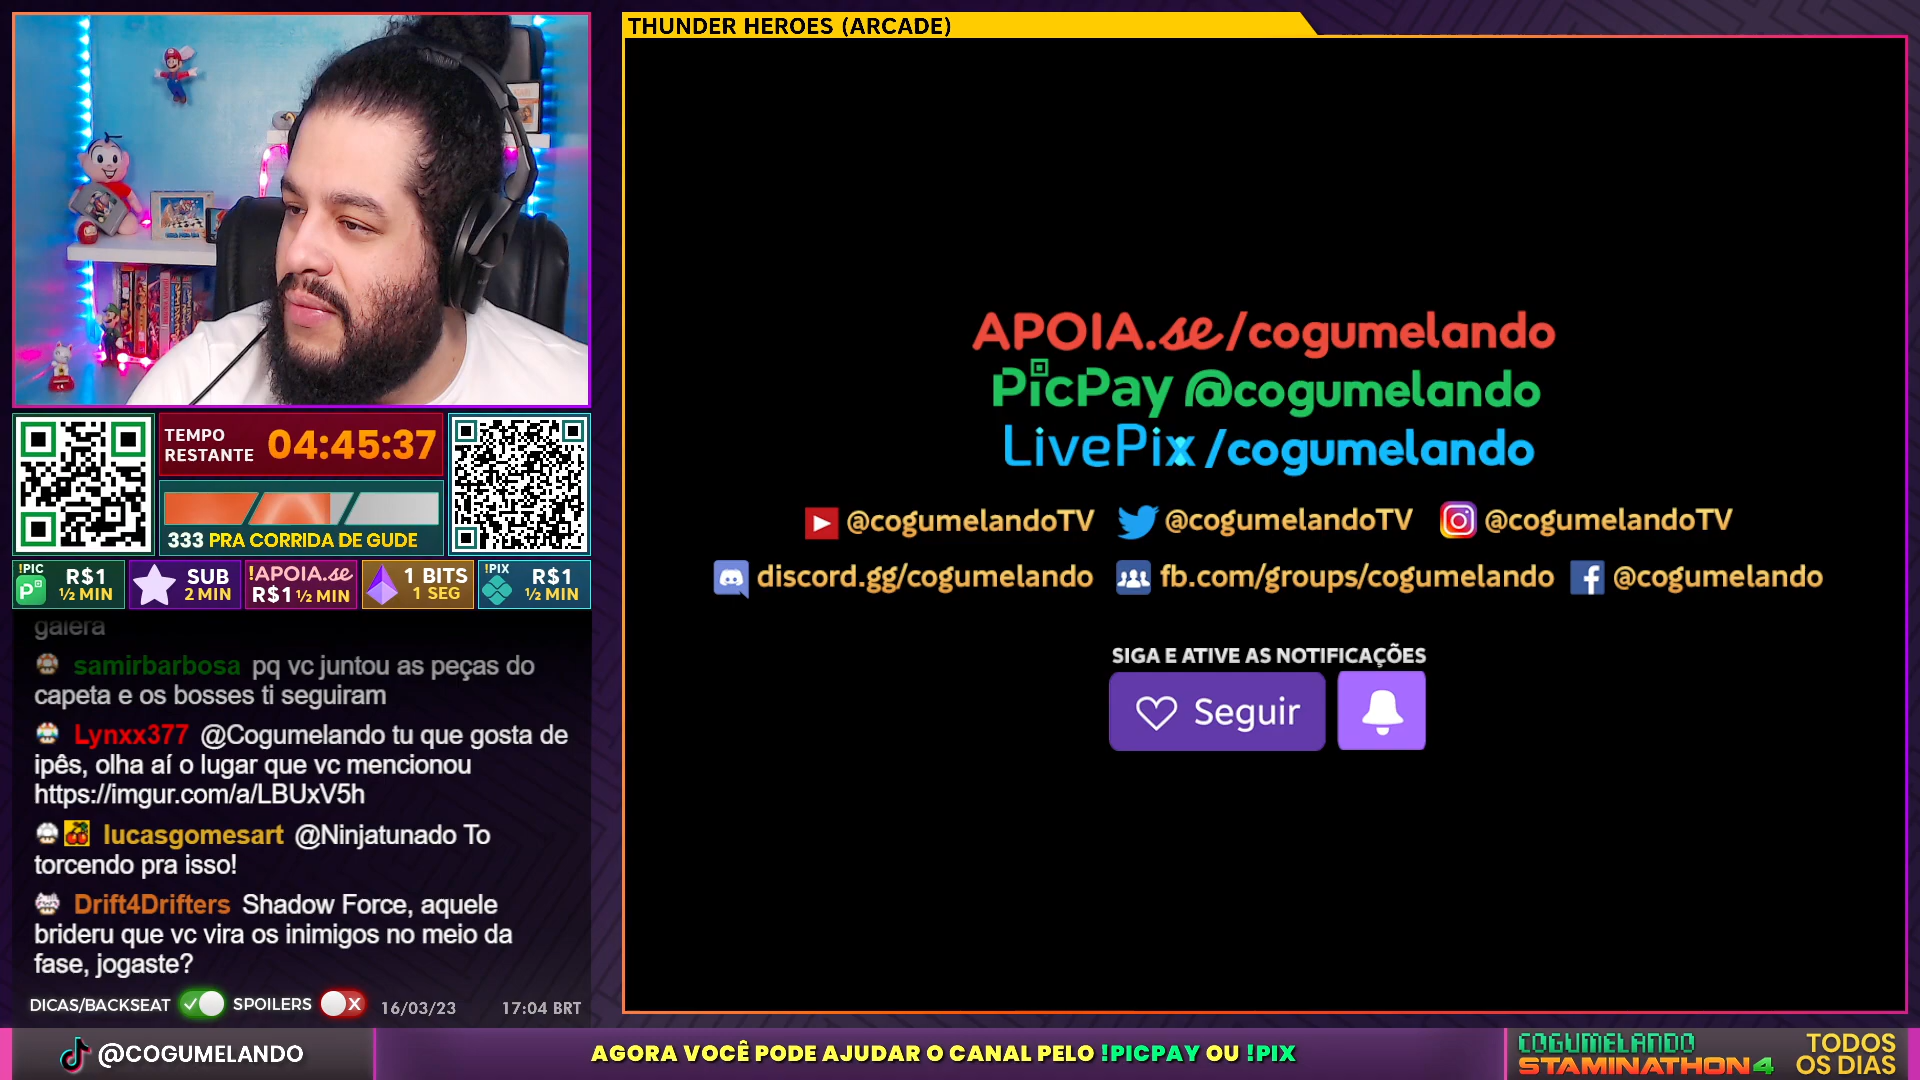 THUNDER HEROES (ARCADE)
TEMPO
RESTANTE
04:45:37
333 PRA CORRIDA DE GUDE
!PIC
R$1
½ MIN
SUB
2 MIN
!APOIA.se
R$1 ½ MIN
1 BITS
1 SEG
!PIX
R$1
½ MIN
galera
samirbarbosa pq vc juntou as peças do
capeta e os bosses ti seguiram
Lynxx377 @Cogumelando tu que gosta de
ipês, olha aí o lugar que vc mencionou
https://imgur.com/a/LBUxV5h
lucasgomesart @Ninjatunado To
torcendo pra isso!
Drift4Drifters Shadow Force, aquele
brideru que vc vira os inimigos no meio da
fase, jogaste?
DICAS/BACKSEAT SPOILERS X 16/03/23 17:04 BRT
APOIA.se/cogumelando
PicPay @cogumelando
LivePix /cogumelando
@cogumelandoTV @cogumelandoTV @cogumelandoTV
discord.gg/cogumelando fb.com/groups/cogumelando @cogumelando
SIGA E ATIVE AS NOTIFICAÇÕES
Seguir
@COGUMELANDO
AGORA VOCÊ PODE AJUDAR O CANAL PELO !PICPAY OU !PIX
COGUMELANDO
STAMINATHON 4
TODOS
OS DIAS